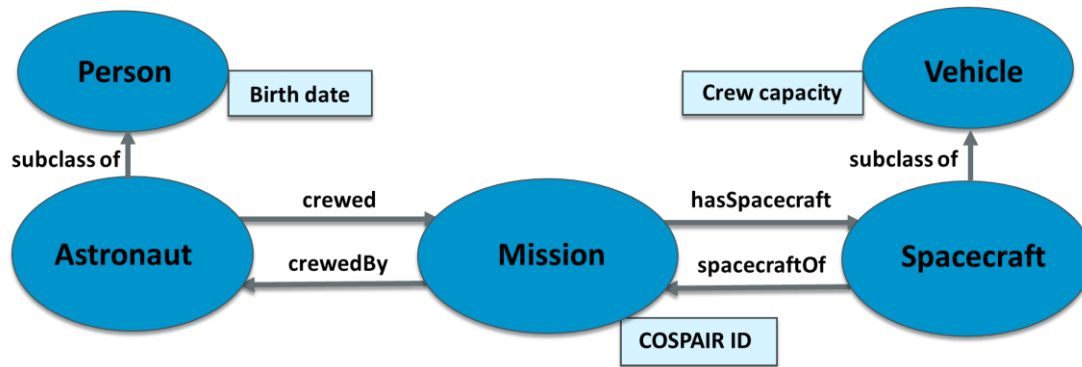 Person
Vehicle
Birth date
Crew capacity
subclass of
subclass of
crewed
hasSpacecraft
Astronaut
Mission
Spacecraft
crewedBy
spacecraftOf
COSPAIR ID